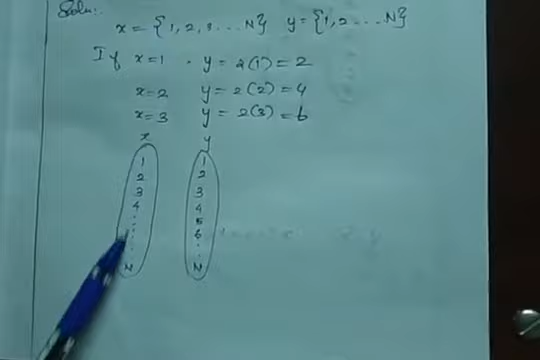 Soln:
x = {1, 2, 3 ... N} y = {1, 2 ... N}
If x=1 . y = 2(1) = 2
x=2 y = 2(2) = 4
x=3 y = 2(3) = 6
x y
1 1
2 2
3 3
4 4
. 5
. 6
. .
N N